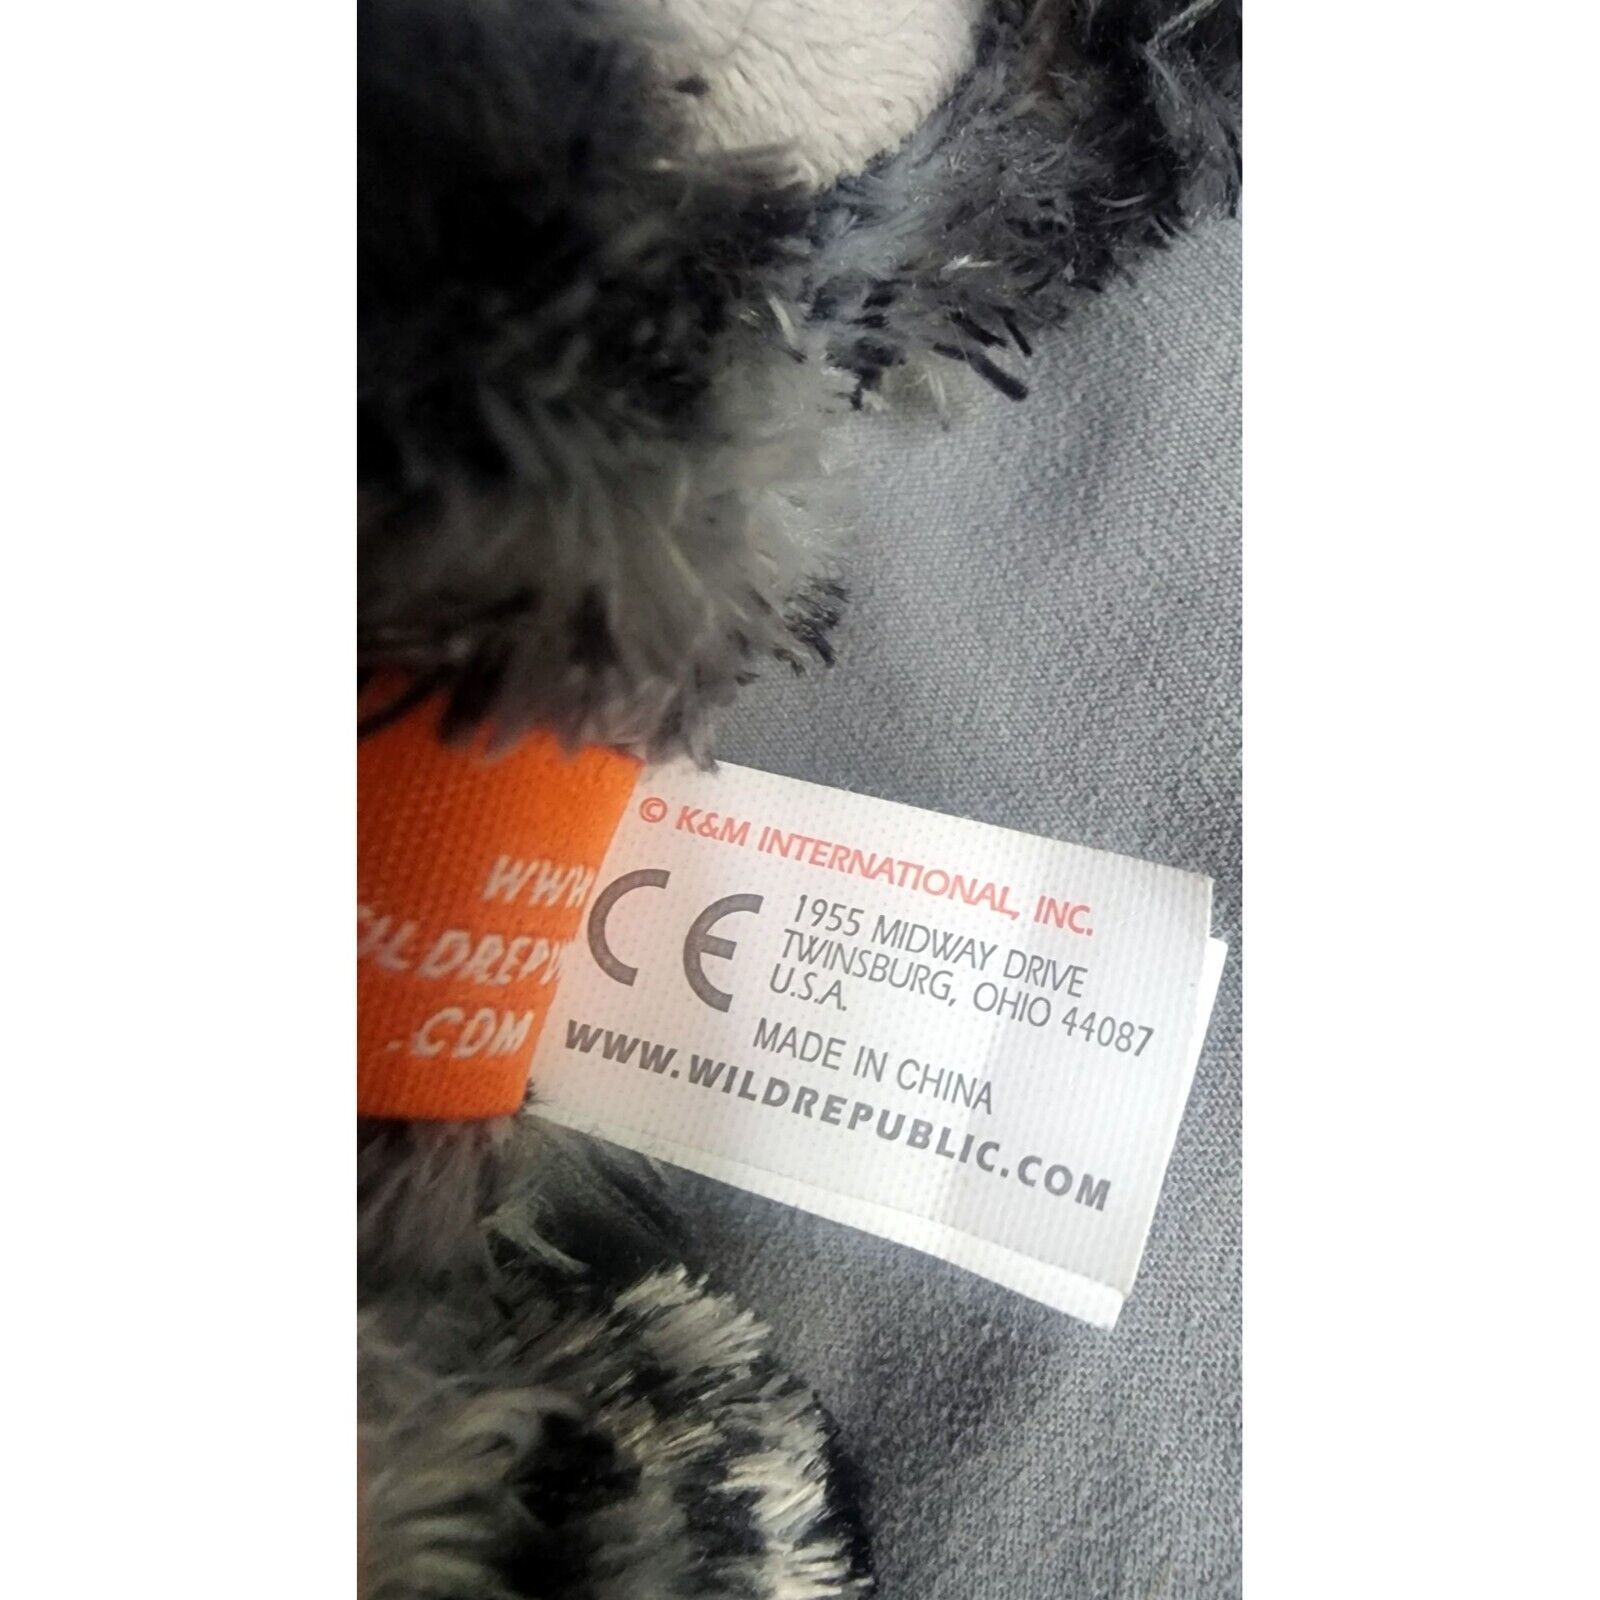 © K&M INTERNATIONAL, INC.
CE
1955 MIDWAY DRIVE
TWINSBURG, OHIO 44087
U.S.A.
MADE IN CHINA
WWW.WILDREPUBLIC.COM
.COM